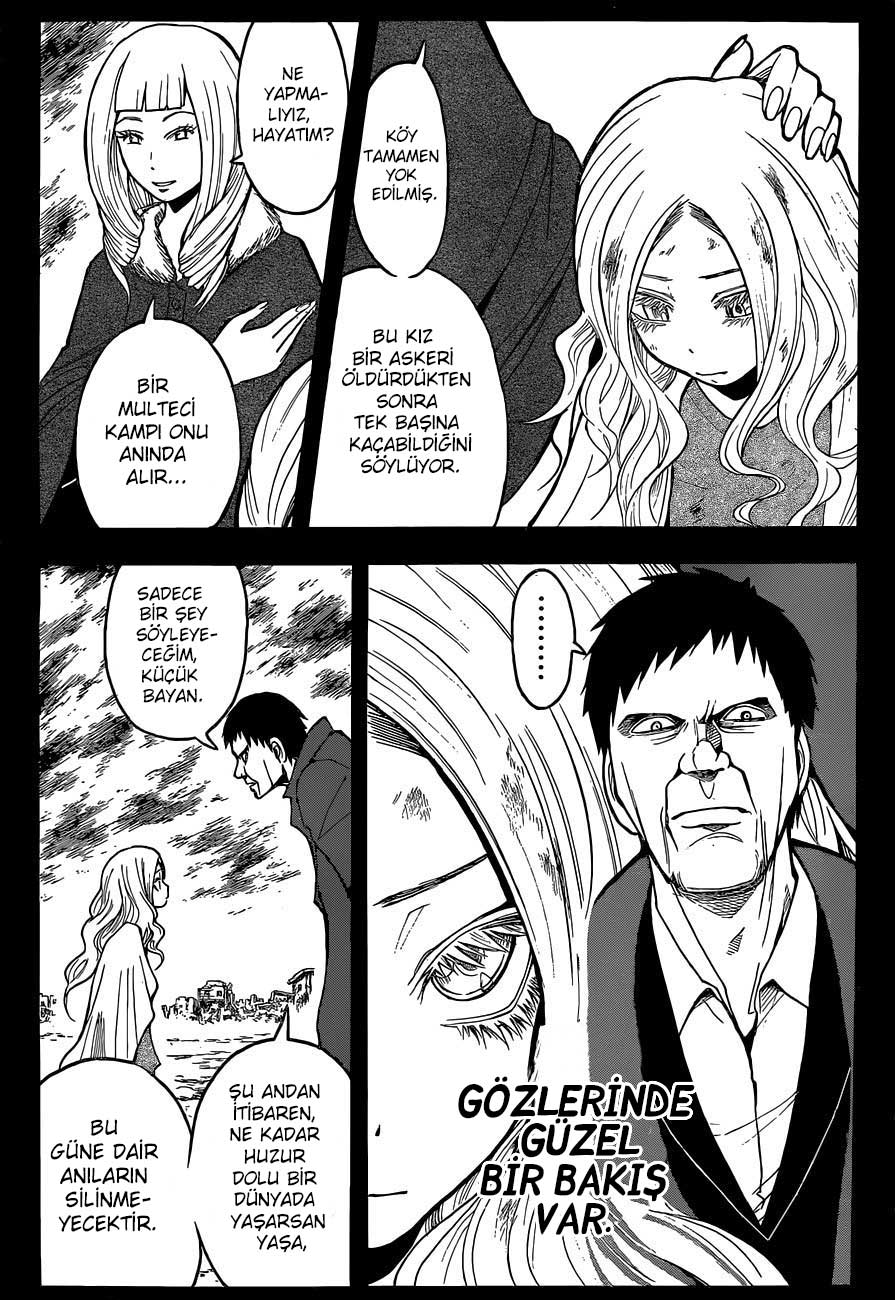 KÖY
TAMAMEN
YOK
EDİLMİŞ.
BU KIZ
BİR ASKERİ
ÖLDÜRDÜKTEN
SONRA
TEK BAŞINA
KAÇABİLDİĞİNİ
SÖYLÜYOR.
NE
YAPMA-
LIYIZ,
HAYATIM?
BİR
MULTECİ
KAMPI ONU
ANINDA
ALIR...
.......
GÖZLERİNDE
GÜZEL
BİR BAKIŞ
VAR.
SADECE
BİR ŞEY
SÖYLEYE-
CEĞİM,
KÜÇÜK
BAYAN.
ŞU ANDAN
İTİBAREN,
NE KADAR
HUZUR
DOLU BİR
DÜNYADA
YAŞARSAN
YAŞA,
BU
GÜNE DAİR
ANILARIN
SİLİNME-
YECEKTİR.